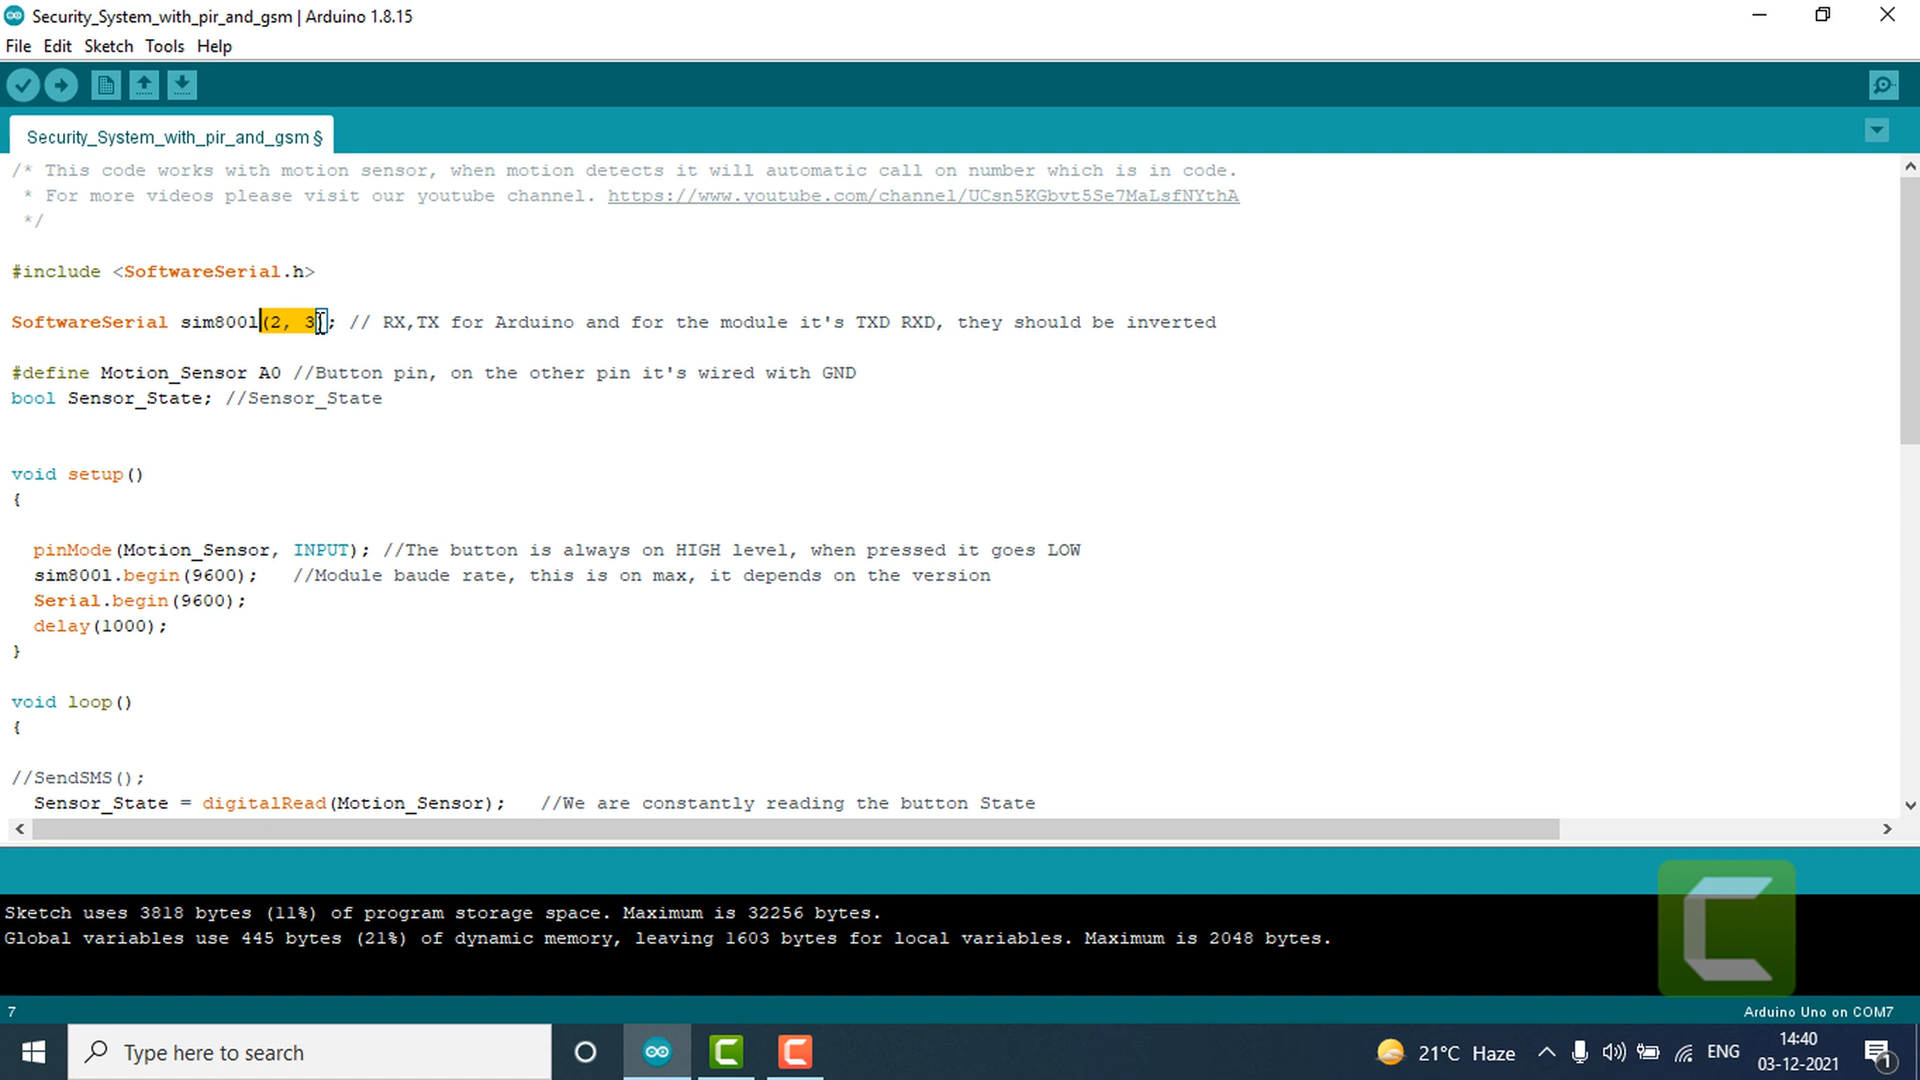 Security_System_with_pir_and_gsm | Arduino 1.8.15
File Edit Sketch Tools Help
Security_System_with_pir_and_gsm §
/* This code works with motion sensor, when motion detects it will automatic call on number which is in code.
* For more videos please visit our youtube channel. https://www.youtube.com/channel/UCsn5KGbvt5Se7MaLsfNYthA
*/
#include <SoftwareSerial.h>
SoftwareSerial sim800l(2, 3); // RX,TX for Arduino and for the module it's TXD RXD, they should be inverted
#define Motion_Sensor A0 //Button pin, on the other pin it's wired with GND
bool Sensor_State; //Sensor_State
void setup()
{
pinMode(Motion_Sensor, INPUT); //The button is always on HIGH level, when pressed it goes LOW
sim800l.begin(9600); //Module baude rate, this is on max, it depends on the version
Serial.begin(9600);
delay(1000);
}
void loop()
{
//SendSMS();
Sensor_State = digitalRead(Motion_Sensor); //We are constantly reading the button State
Sketch uses 3818 bytes (11%) of program storage space. Maximum is 32256 bytes.
Global variables use 445 bytes (21%) of dynamic memory, leaving 1603 bytes for local variables. Maximum is 2048 bytes.
7
Arduino Uno on COM7
Type here to search
21°C Haze
ENG
14:40
03-12-2021
1